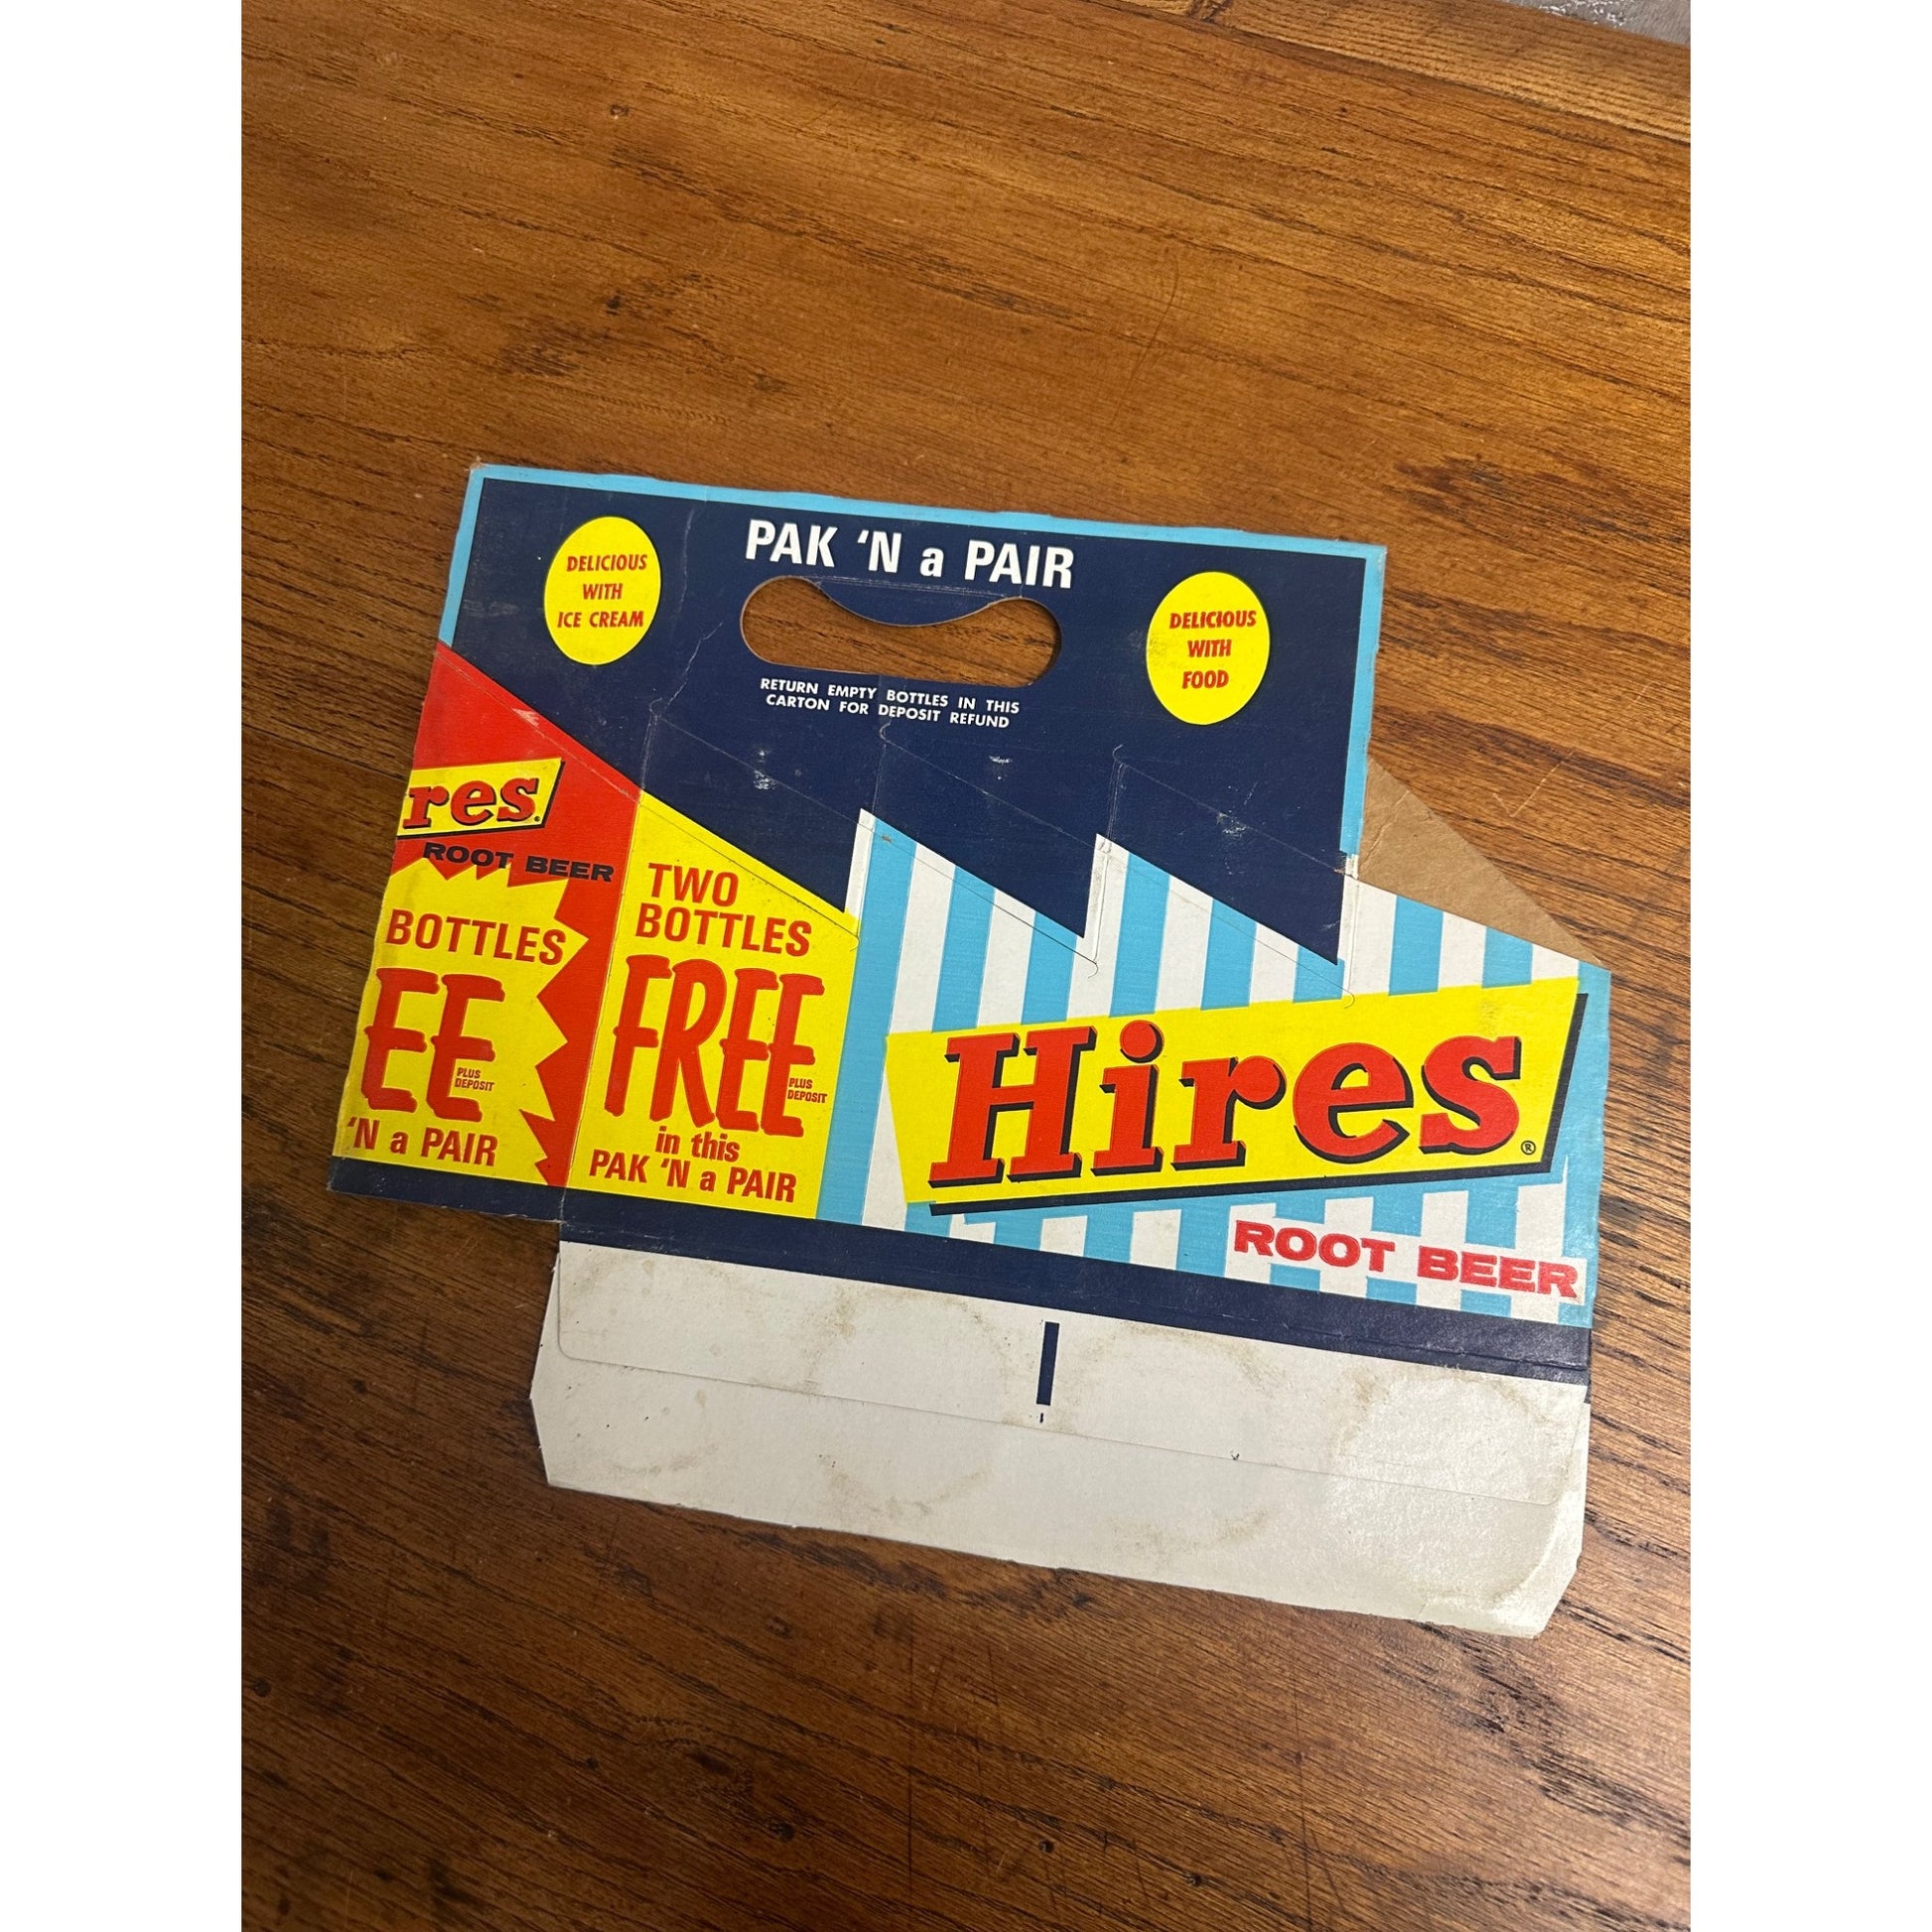 PAK 'N a PAIR
DELICIOUS
WITH
ICE CREAM
DELICIOUS
WITH
FOOD
RETURN EMPTY BOTTLES IN THIS
CARTON FOR DEPOSIT REFUND
res.
ROOT BEER
BOTTLES
EE
PLUS
DEPOSIT
'N a PAIR
TWO
BOTTLES
FREE
PLUS
DEPOSIT
in this
PAK 'N a PAIR
Hires®
ROOT BEER